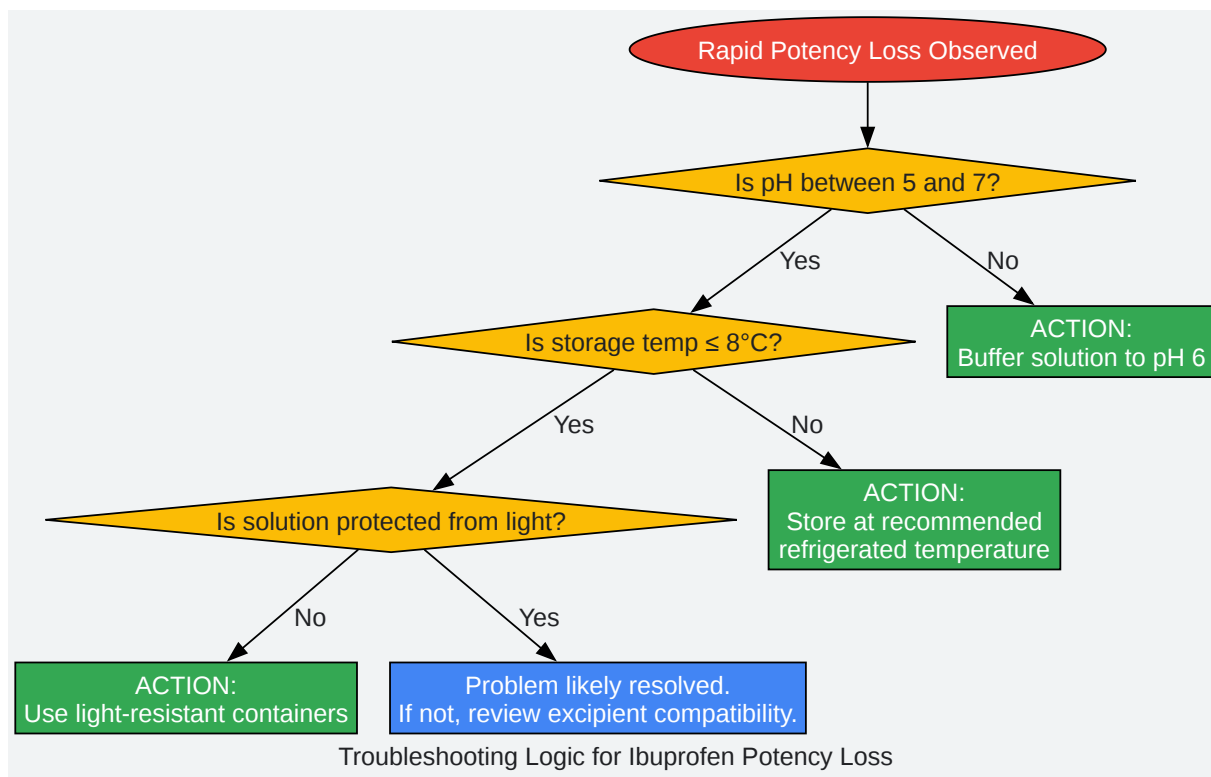 Rapid Potency Loss Observed
Is pH between 5 and 7?
Yes
No
Is storage temp ≤ 8°C?
ACTION:
Buffer solution to pH 6
Yes
No
Is solution protected from light?
ACTION:
Store at recommended
refrigerated temperature
No
Yes
ACTION:
Use light-resistant containers
Problem likely resolved.
If not, review excipient compatibility.
Troubleshooting Logic for Ibuprofen Potency Loss